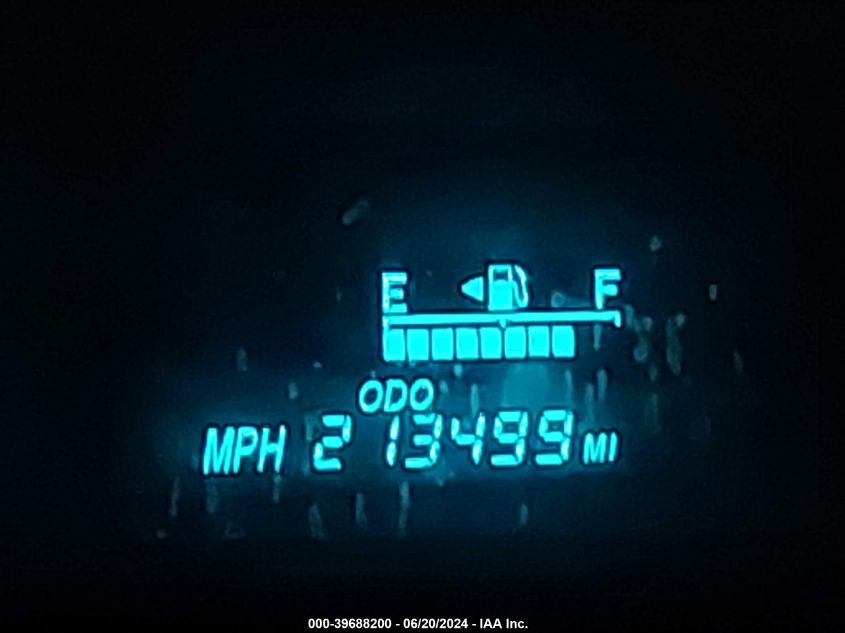 E F
ODO
MPH 213499 MI
000-39688200 - 06/20/2024 - IAA Inc.